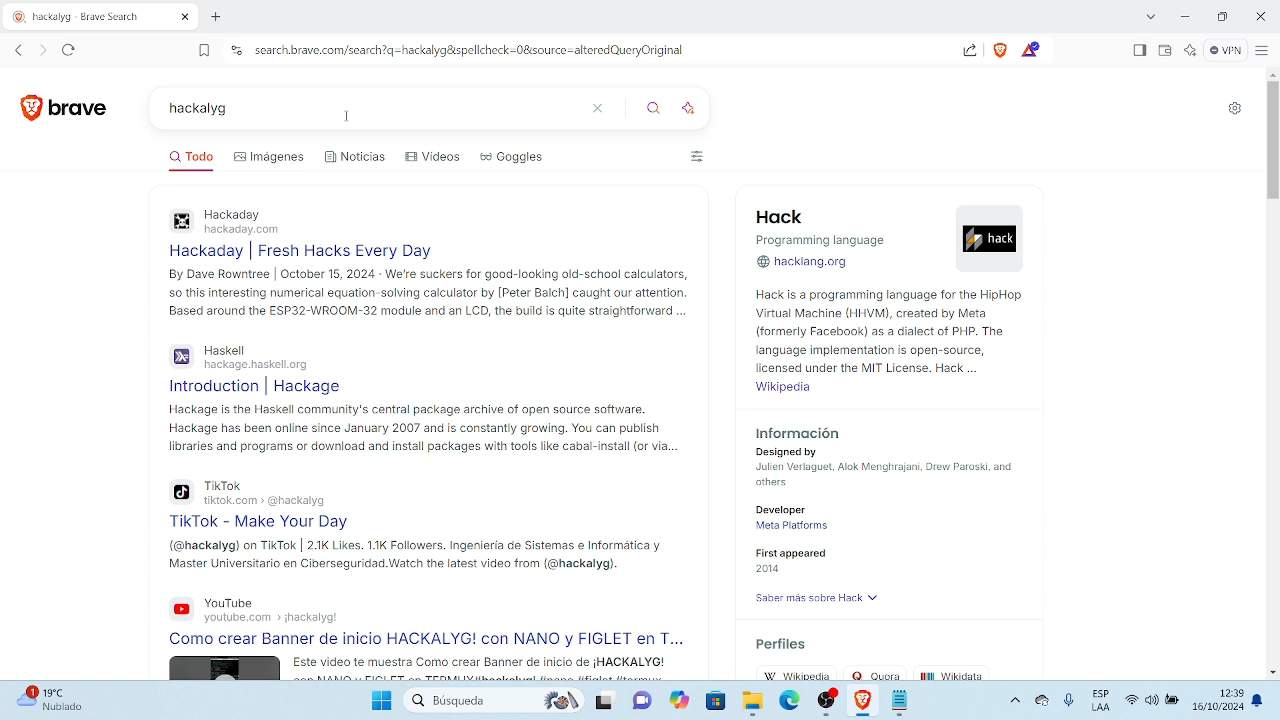 hackalyg - Brave Search
search.brave.com/search?q=hackalyg&spellcheck=0&source=alteredQueryOriginal
VPN
brave
hackalyg
Todo
Imágenes
Noticias
Videos
Goggles
Hackaday
hackaday.com
Hackaday | Fresh Hacks Every Day
By Dave Rowntree | October 15, 2024 · We're suckers for good-looking old-school calculators,
so this interesting numerical equation-solving calculator by [Peter Balch] caught our attention.
Based around the ESP32-WROOM-32 module and an LCD, the build is quite straightforward ...
Haskell
hackage.haskell.org
Introduction | Hackage
Hackage is the Haskell community's central package archive of open source software.
Hackage has been online since January 2007 and is constantly growing. You can publish
libraries and programs or download and install packages with tools like cabal-install (or via...
TikTok
tiktok.com › @hackalyg
TikTok - Make Your Day
(@hackalyg) on TikTok | 2.1K Likes. 1.1K Followers. Ingeniería de Sistemas e Informática y
Master Universitario en Ciberseguridad.Watch the latest video from (@hackalyg).
YouTube
youtube.com › ¡hackalyg!
Como crear Banner de inicio HACKALYG! con NANO y FIGLET en T...
Este video te muestra Como crear Banner de inicio de ¡HACKALYG!
con NANO y FIGLET en TERMUX#hackalyg #nano #figlet #termux
Hack
Programming language
hacklang.org
hack
Hack is a programming language for the HipHop
Virtual Machine (HHVM), created by Meta
(formerly Facebook) as a dialect of PHP. The
language implementation is open-source,
licensed under the MIT License. Hack ...
Wikipedia
Información
Designed by
Julien Verlaguet, Alok Menghrajani, Drew Paroski, and
others
Developer
Meta Platforms
First appeared
2014
Saber más sobre Hack
Perfiles
Wikipedia
Quora
Wikidata
1
19°C
Nublado
Búsqueda
ESP
LAA
12:39
16/10/2024